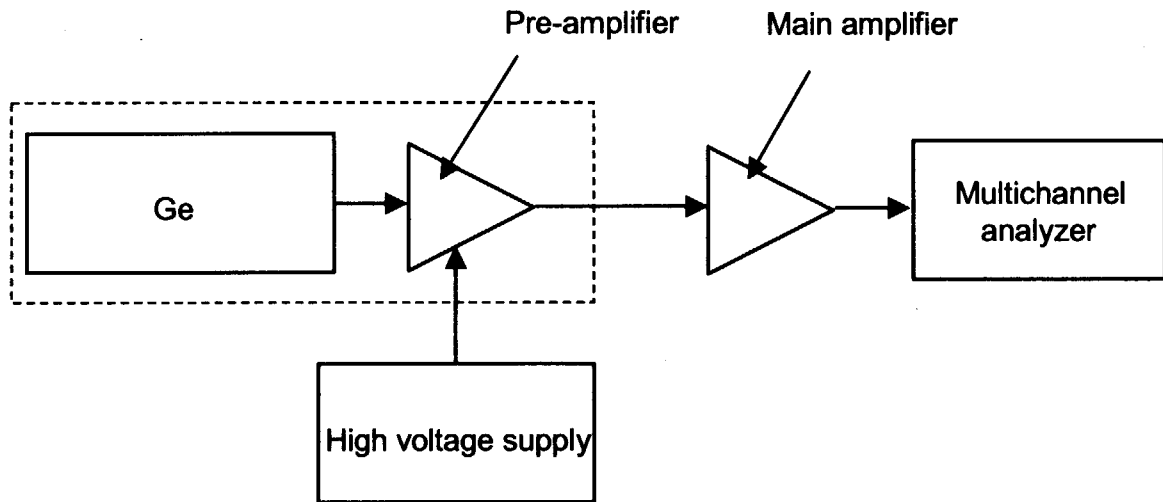 Pre-amplifier
Main amplifier
Ge
Multichannel
analyzer
High voltage supply